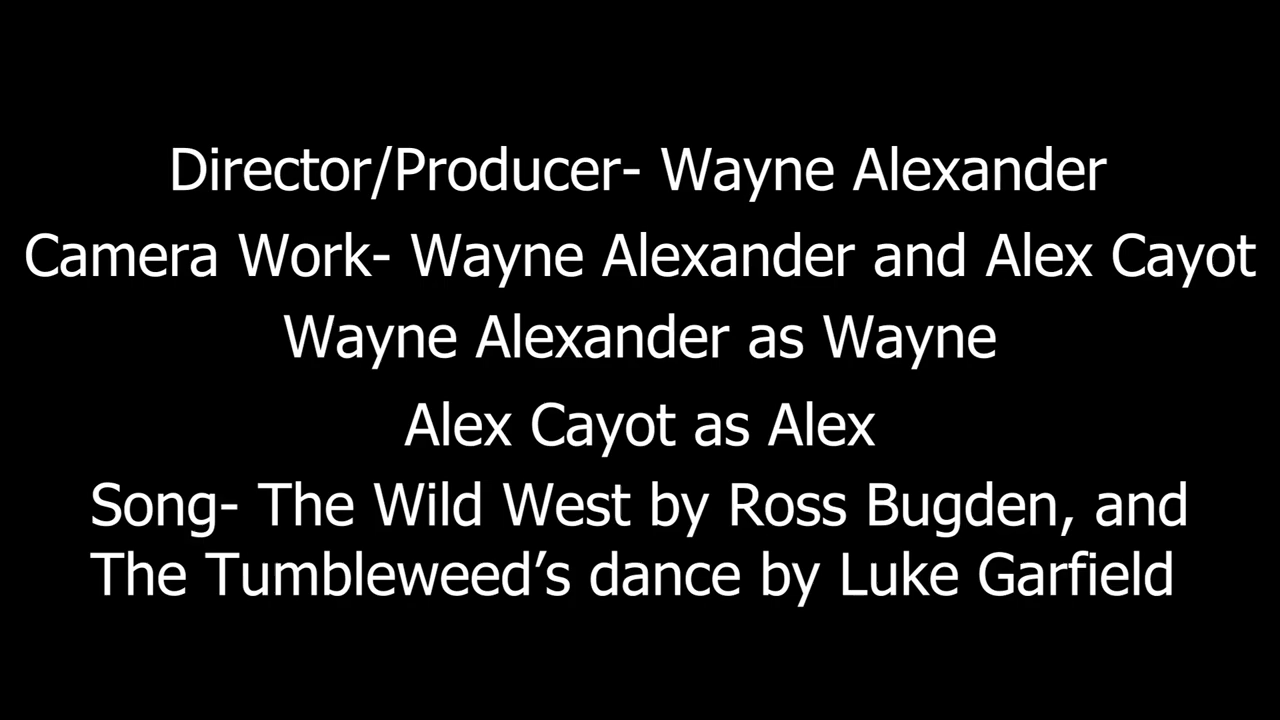 Director/Producer- Wayne Alexander
Camera Work- Wayne Alexander and Alex Cayot
Wayne Alexander as Wayne
Alex Cayot as Alex
Song- The Wild West by Ross Bugden, and
The Tumbleweed’s dance by Luke Garfield